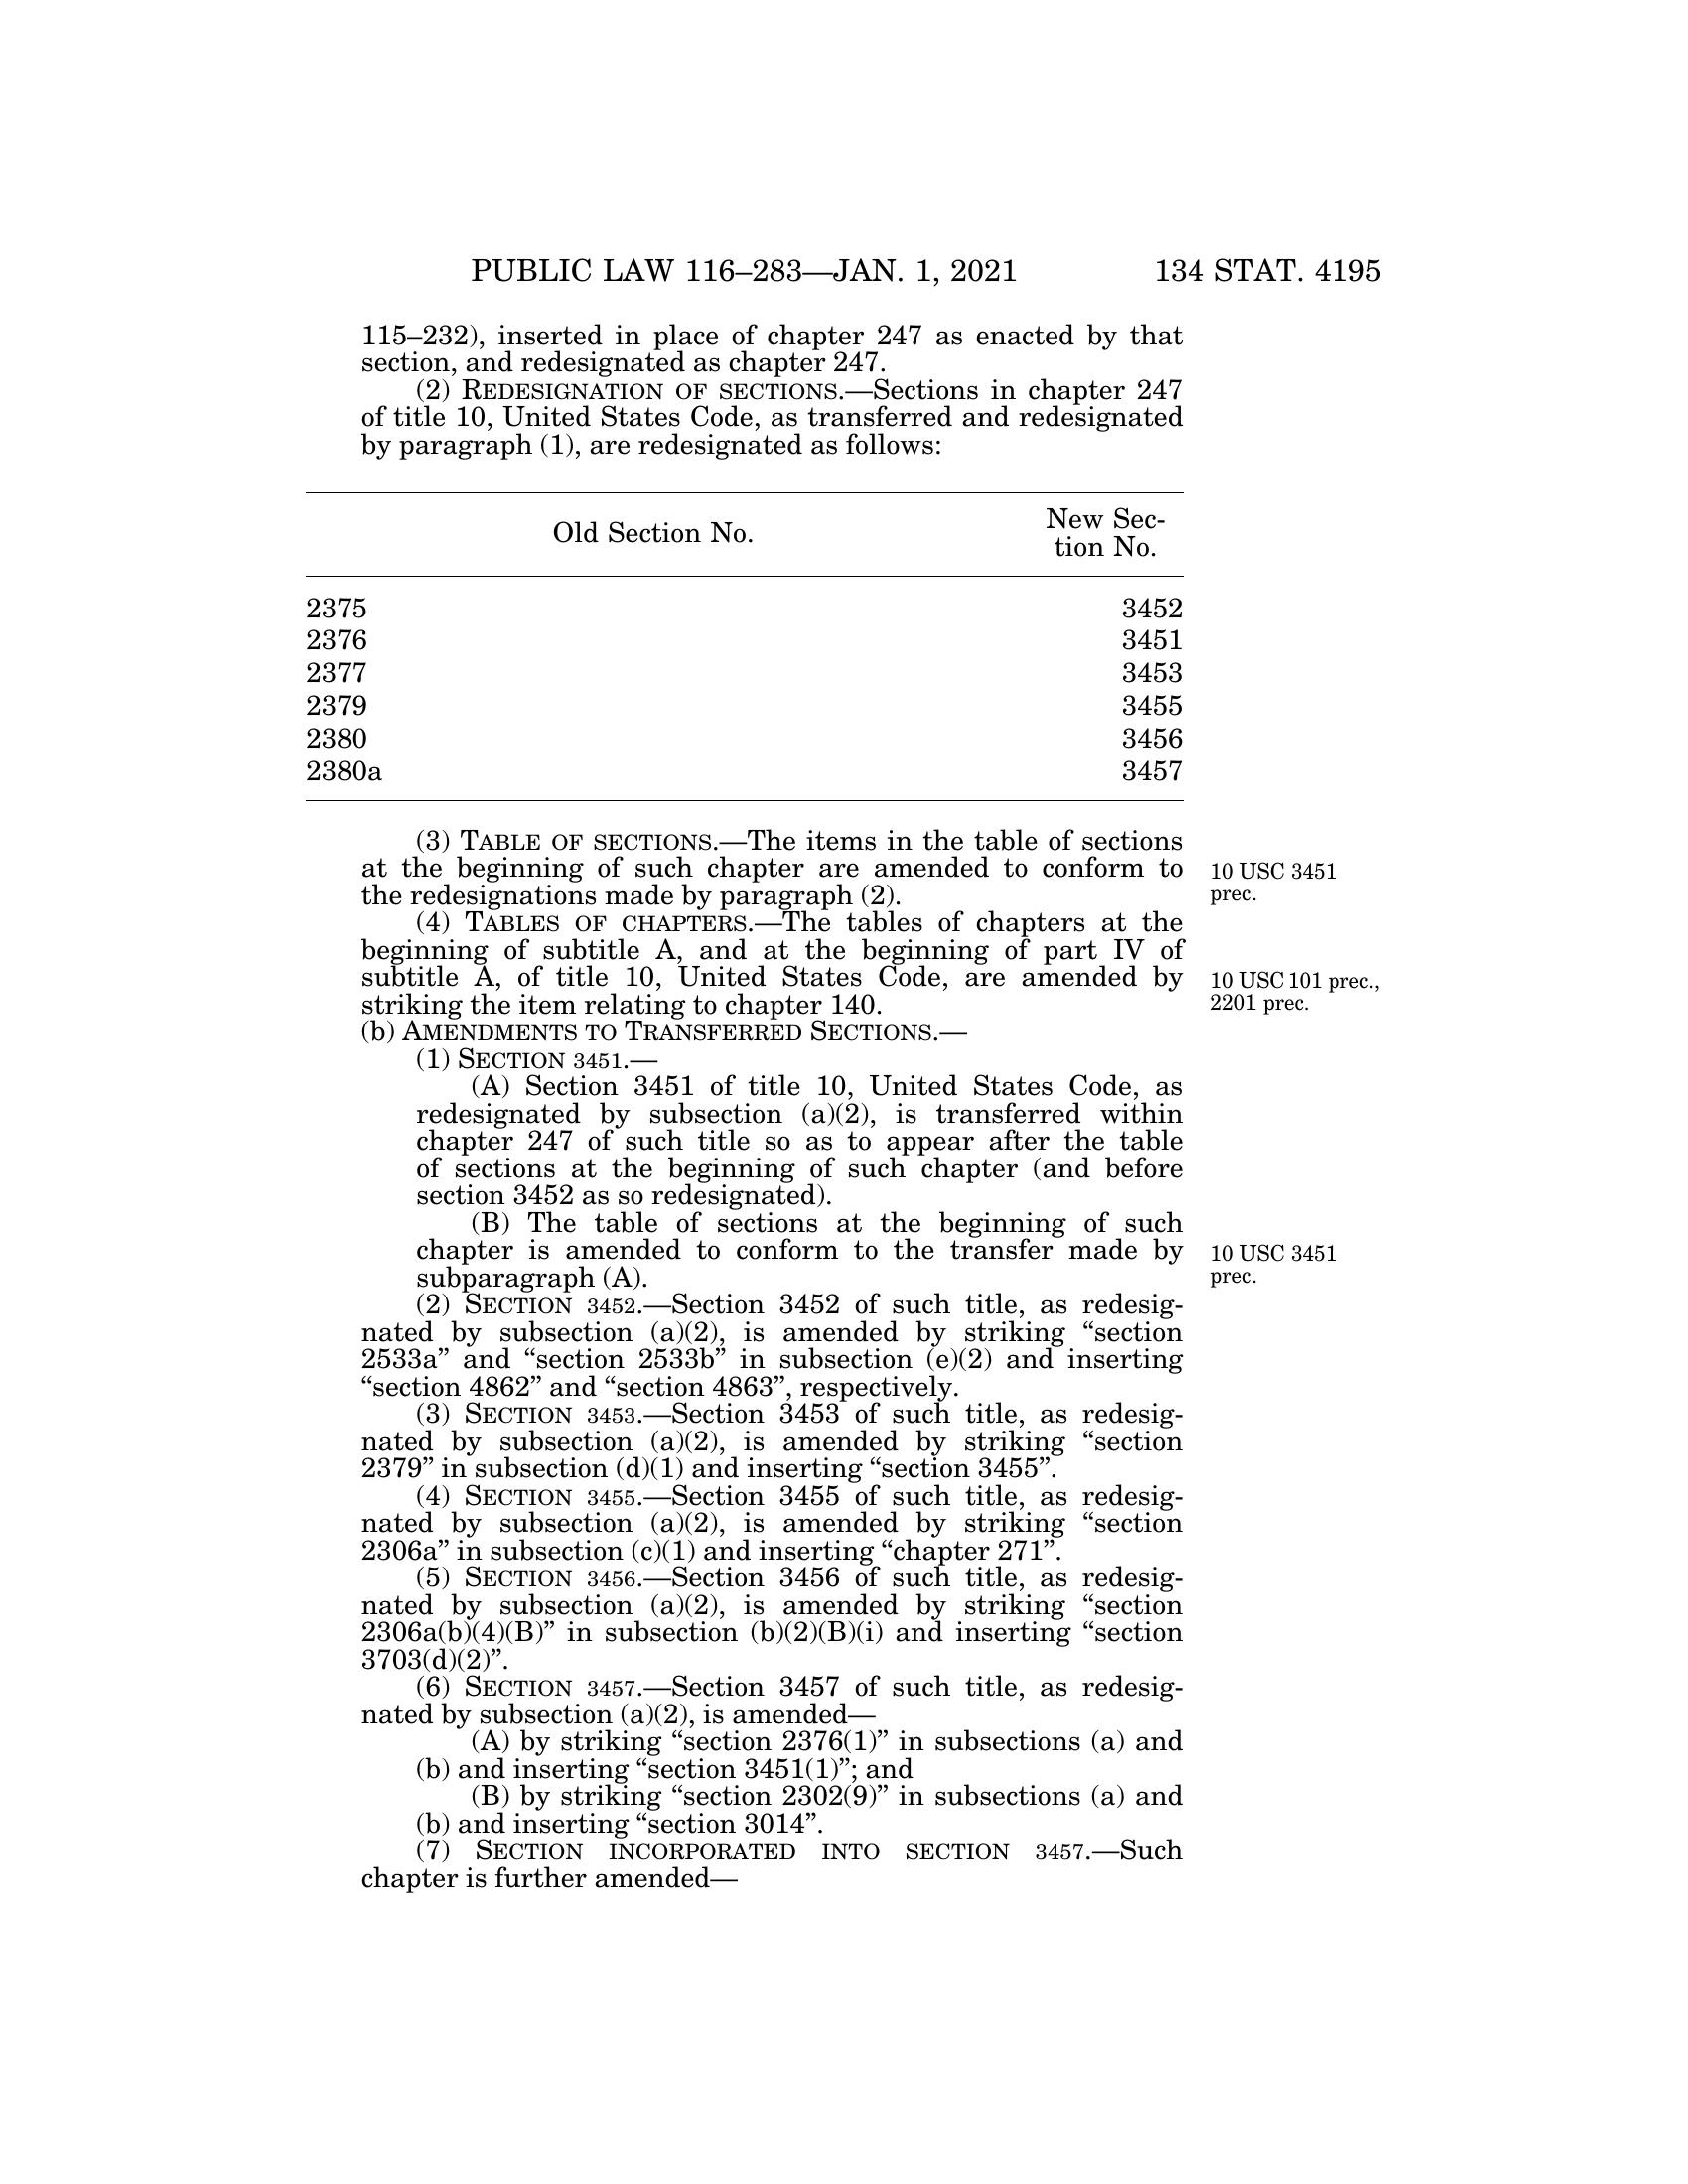 PUBLIC LAW 116–283—JAN. 1, 2021 134 STAT. 4195
115–232), inserted in place of chapter 247 as enacted by that
section, and redesignated as chapter 247.
(2) REDESIGNATION OF SECTIONS.—Sections in chapter 247
of title 10, United States Code, as transferred and redesignated
by paragraph (1), are redesignated as follows:
Old Section No. New Sec-
tion No.
2375 3452
2376 3451
2377 3453
2379 3455
2380 3456
2380a 3457
(3) TABLE OF SECTIONS.—The items in the table of sections
at the beginning of such chapter are amended to conform to
the redesignations made by paragraph (2).
10 USC 3451
prec.
(4) TABLES OF CHAPTERS.—The tables of chapters at the
beginning of subtitle A, and at the beginning of part IV of
subtitle A, of title 10, United States Code, are amended by
striking the item relating to chapter 140.
10 USC 101 prec.,
2201 prec.
(b) AMENDMENTS TO TRANSFERRED SECTIONS.—
(1) SECTION 3451.—
(A) Section 3451 of title 10, United States Code, as
redesignated by subsection (a)(2), is transferred within
chapter 247 of such title so as to appear after the table
of sections at the beginning of such chapter (and before
section 3452 as so redesignated).
(B) The table of sections at the beginning of such
chapter is amended to conform to the transfer made by
subparagraph (A).
10 USC 3451
prec.
(2) SECTION 3452.—Section 3452 of such title, as redesig-
nated by subsection (a)(2), is amended by striking “section
2533a” and “section 2533b” in subsection (e)(2) and inserting
“section 4862” and “section 4863”, respectively.
(3) SECTION 3453.—Section 3453 of such title, as redesig-
nated by subsection (a)(2), is amended by striking “section
2379” in subsection (d)(1) and inserting “section 3455”.
(4) SECTION 3455.—Section 3455 of such title, as redesig-
nated by subsection (a)(2), is amended by striking “section
2306a” in subsection (c)(1) and inserting “chapter 271”.
(5) SECTION 3456.—Section 3456 of such title, as redesig-
nated by subsection (a)(2), is amended by striking “section
2306a(b)(4)(B)” in subsection (b)(2)(B)(i) and inserting “section
3703(d)(2)”.
(6) SECTION 3457.—Section 3457 of such title, as redesig-
nated by subsection (a)(2), is amended—
(A) by striking “section 2376(1)” in subsections (a) and
(b) and inserting “section 3451(1)”; and
(B) by striking “section 2302(9)” in subsections (a) and
(b) and inserting “section 3014”.
(7) SECTION INCORPORATED INTO SECTION 3457.—Such
chapter is further amended—